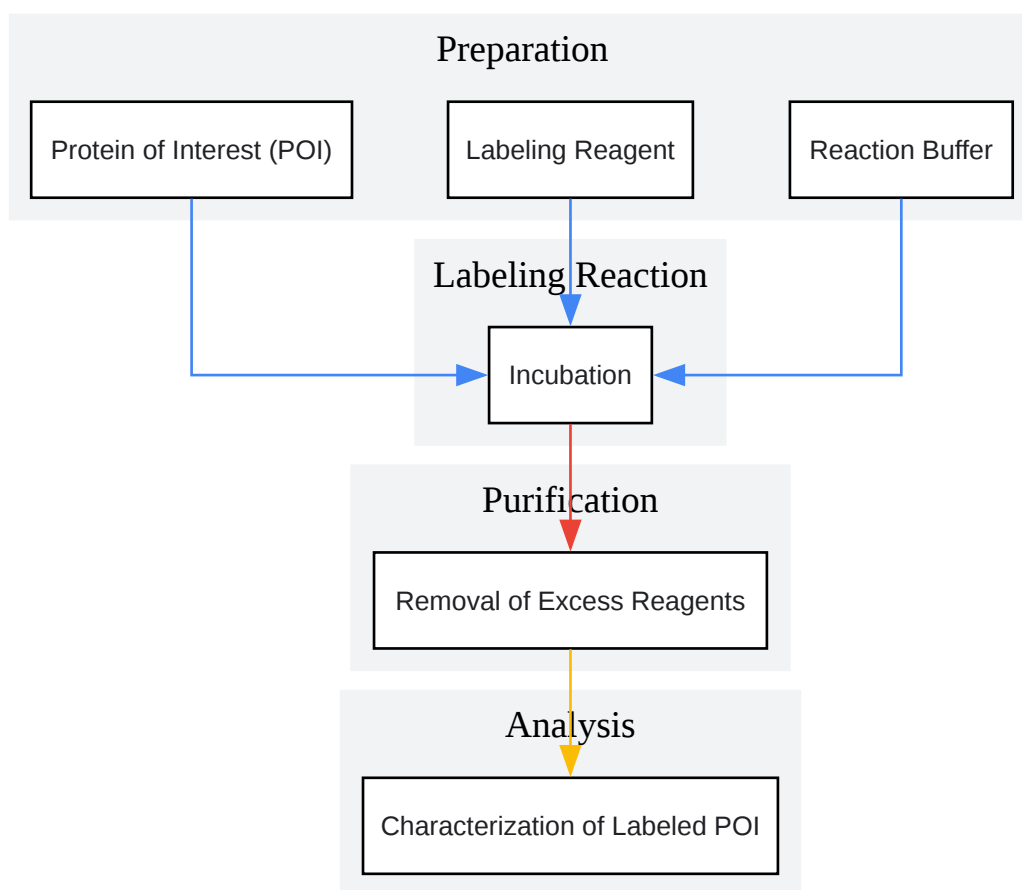 Preparation
Protein of Interest (POI)
Labeling Reagent
Reaction Buffer
Labeling Reaction
Incubation
Purification
Removal of Excess Reagents
Analysis
Characterization of Labeled POI